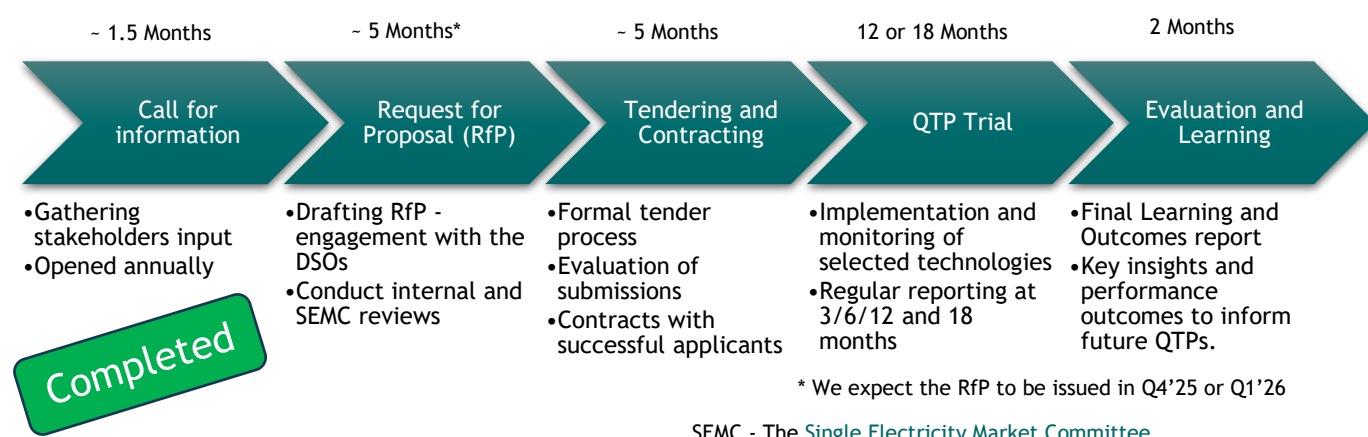 ~ 1.5 Months
~ 5 Months*
~ 5 Months
12 or 18 Months
2 Months
Call for
information
Request for
Proposal (RfP)
Tendering and
Contracting
QTP Trial
Evaluation and
Learning
•Gathering
stakeholders input
•Opened annually
Completed
•Drafting RfP -
engagement with the
DSOs
•Conduct internal and
SEMC reviews
•Formal tender
process
•Evaluation of
submissions
•Contracts with
successful applicants
•Implementation and
monitoring of
selected technologies
•Regular reporting at
3/6/12 and 18
months
•Final Learning and
Outcomes report
•Key insights and
performance
outcomes to inform
future QTPs.
* We expect the RfP to be issued in Q4’25 or Q1’26
SEMC - The Single Electricity Market Committee